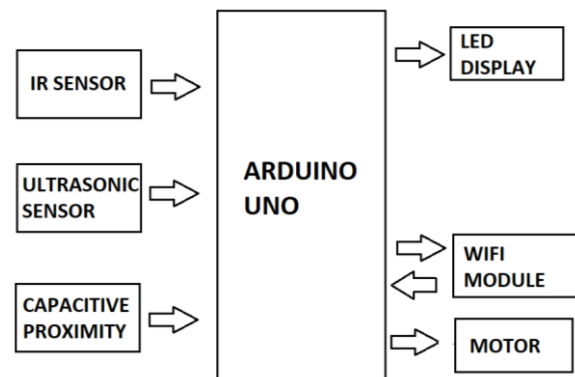 IR SENSOR
ULTRASONIC
SENSOR
CAPACITIVE
PROXIMITY
ARDUINO
UNO
LED
DISPLAY
WIFI
MODULE
MOTOR